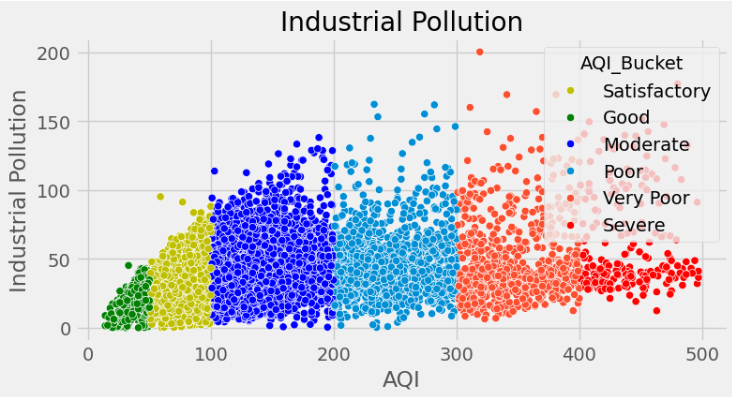 Industrial Pollution
Industrial Pollution
200
150
100
50
0
AQI_Bucket
Satisfactory
Good
Moderate
Poor
Very Poor
Severe
0 100 200 300 400 500
AQI